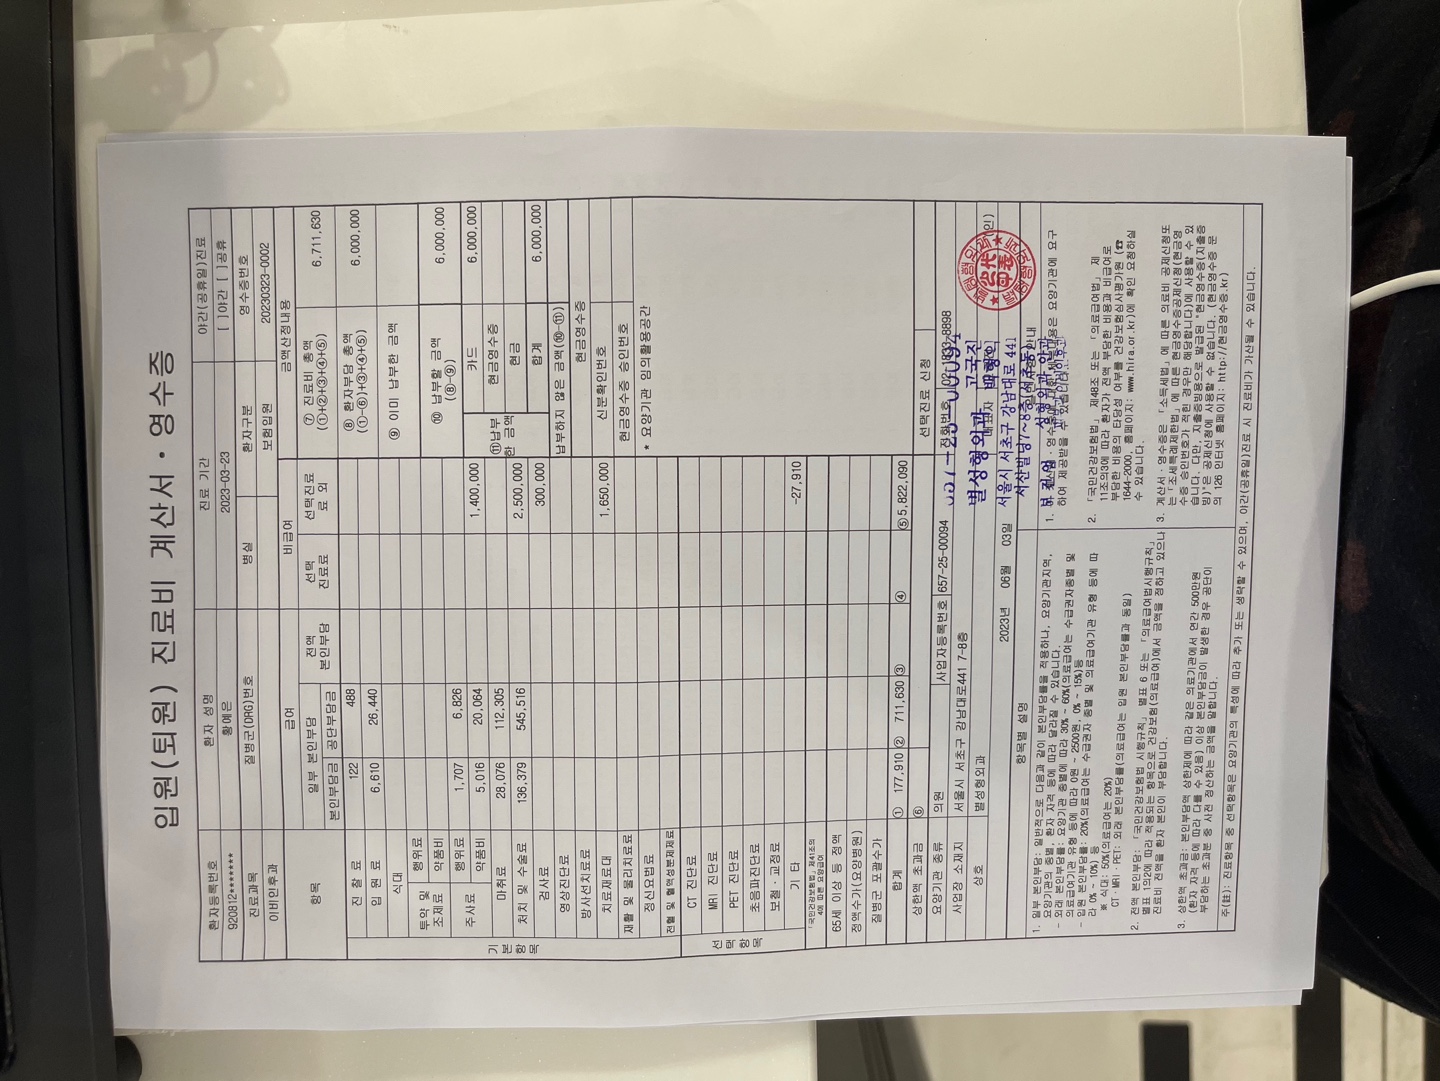 입원(퇴원) 진료비 계산서 · 영수증
환자등록번호 환자 성명 진료 기간 야간(공휴일)진료
920812******* 황예은 2023-03-23 [ ]야간 [ ]공휴
진료과목 질병군(DRG)번호 병실 환자구분 영수증번호
이비인후과 보험입원 20230323-0002
항목 급여 비급여 금액산정내용
일부 본인부담 전액 본인부담 선택 진료료 선택진료료 외
본인부담금 공단부담금
⑦ 진료비 총액 (①+②+③+④+⑤) 6,711,630
기본항목
진 찰 료 122 488
⑧ 환자부담 총액 (①-⑥)+③+④+⑤) 6,000,000
입 원 료 6,610 26,440
식대
⑨ 이미 납부한 금액
투약 및 조제료 행위료
약품비
⑩ 납부할 금액 (⑧-⑨) 6,000,000
주사료 행위료 1,707 6,826
약품비 5,016 20,064 1,400,000
⑪납부한 금액 카드 6,000,000
마취료 28,076 112,305
현금영수증
처치 및 수술료 136,379 545,516 2,500,000
현금
검사료 300,000
합계 6,000,000
영상진단료
납부하지 않은 금액(⑩-⑪)
방사선치료료
현금영수증
치료재료대 1,650,000
신분확인번호
재활 및 물리치료료
현금영수증 승인번호
정신요법료
* 요양기관 임의활용공간
전혈 및 혈액성분제제료
선택항목
CT 진단료
MRI 진단료
PET 진단료
초음파진단료
보철 · 교정료
기 타 -27,910
「국민건강보험법」 제41조의4에 따른 요양급여
65세 이상 등 정액
정액수가(요양병원)
질병군 포괄수가
합계 ① 177,910 ② 711,630 ③ ④ ⑤ 5,822,090
상한액 초과금 ⑥ 선택진료 신청
요양기관 종류 의원 사업자등록번호 657-25-00094 전화번호 02-1833-8898
사업장 소재지 서울시 서초구 강남대로441 7-8층
상호 별성형외과 대표자 (인)
657-25-00094
별성형외과 고국진
서울시 서초구 강남대로 441
서산빌딩7~8층(서초동)
성형외과,안과
2023년 06월 03일
항목별 설명
1. 일부 본인부담: 일반적으로 다음과 같이 본인부담률을 적용하나, 요양기관지역,
요양기관의 종별, 환자 자격 등에 따라 달라질 수 있습니다.
- 외래 본인부담률: 요양기관 종별에 따라 30% ~ 60%(의료급여는 수급권자종별 및
의료급여기관 유형 등에 따라 0원 ~ 2500원, 0% ~ 15%)등
- 입원 본인부담률: 20%(의료급여는 수급권자 종별 및 의료급여기관 유형 등에 따
라 0% ~ 10%) 등
※ 식대: 50%(의료급여는 20%)
CT·MRI·PET: 외래 본인부담률(의료급여는 입원 본인부담률과 동일)
2. 전액 본인부담: 「국민건강보험법 시행규칙」 별표 6 또는 「의료급여법시행규칙」
별표 1의2에 따라 적용되는 항목으로 건강보험(의료급여)에서 금액을 정하고 있으나
진료비 전액을 환자 본인이 부담합니다.
3. 상한액 초과금: 본인부담액 상한제에 따라 같은 의료기관에서 연간 500만원
(환자 자격 등에 따라 다를 수 있음) 이상 본인부담금이 발생한 경우 공단이
부담하는 초과분 중 사전 정산하는 금액을 말합니다.
안내
1. 이 계산서·영수증에 대한 세부내용은 요양기관에 요구
하여 제공받을 수 있습니다.
2. 「국민건강보험법」 제48조 또는 「의료급여법」 제
11조의3에 따라 환자가 전액 부담한 비용과 비급여로
부담한 비용의 타당성 여부를 건강보험심사평가원 (☎
1644-2000, 홈페이지: www.hira.or.kr)에 확인 요청하실
수 있습니다.
3. 계산서·영수증은 「소득세법」에 따른 의료비 공제신청또
는 「조세특례제한법」에 따른 현금영수증공제신청(현금영
수증 승인번호가 적힌 경우만 해당합니다)에 사용할 수 있
습니다. 다만, 지출증빙용으로 발급된 "현금영수증(지출증
빙)"은 공제신청에 사용할 수 없습니다. (현금영수증 문
의 126 인터넷 홈페이지: http://현금영수증.kr)
주(註): 진료항목 중 선택항목은 요양기관의 특성에 따라 추가 또는 생략할 수 있으며, 야간(공휴일)진료 시 진료비가 가산될 수 있습니다.